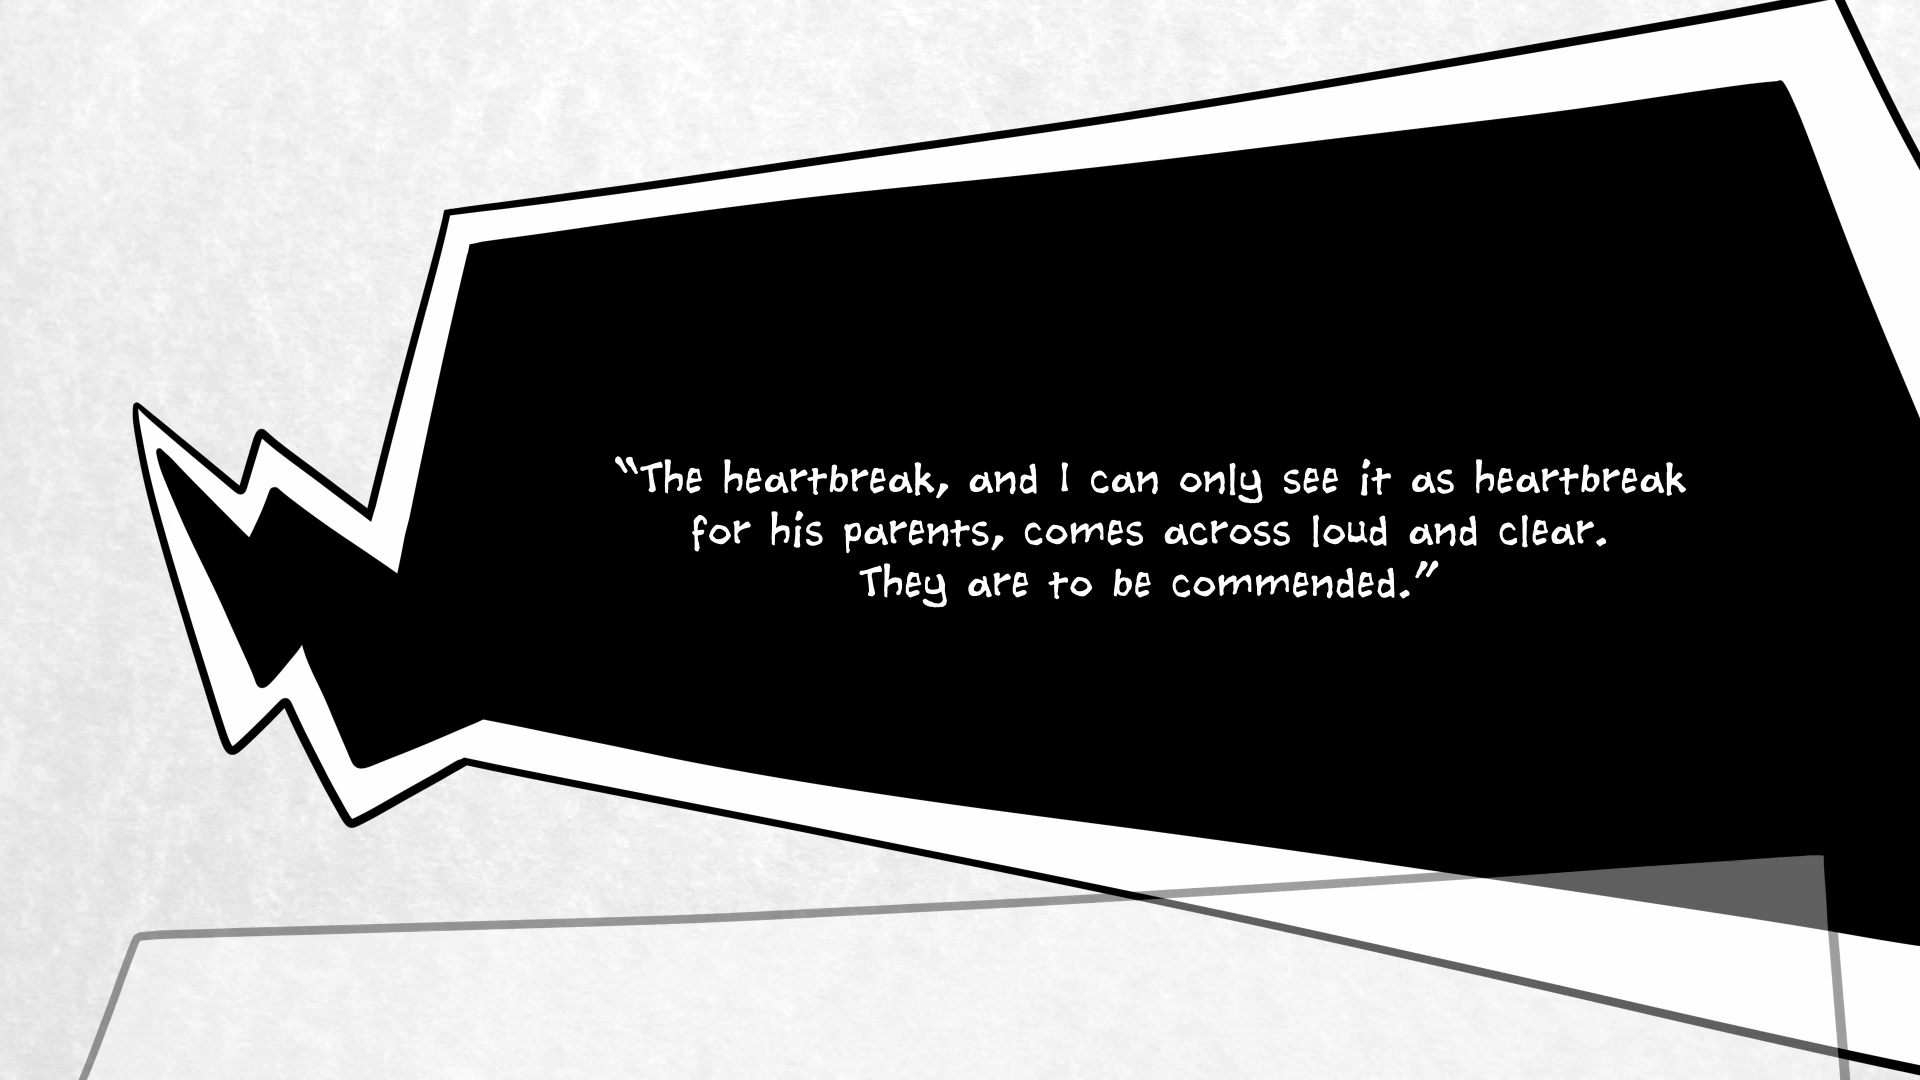 “The heartbreak, and I can only see it as heartbreak
for his parents, comes across loud and clear.
They are to be commended.”